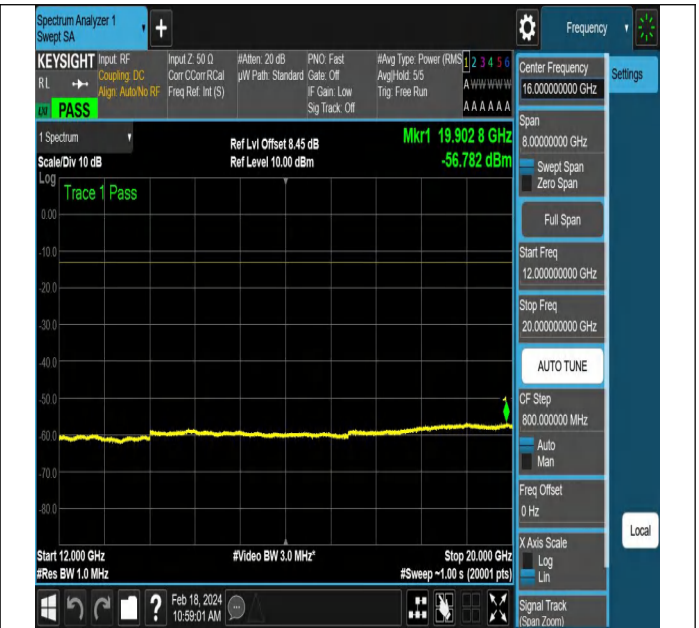 Spectrum Analyzer 1
Swept SA
Frequency
KEYSIGHT
RL
PASS
Input: RF
Coupling: DC
Align: Auto/No RF
Input Z: 50 Ω
Corr CCorr RCal
Freq Ref: Int (S)
#Atten: 20 dB
µW Path: Standard
PNO: Fast
Gate: Off
IF Gain: Low
Sig Track: Off
#Avg Type: Power (RMS
Avg|Hold: 5/5
Trig: Free Run
1 2 3 4 5 6
A W W W W W
A A A A A A
Center Frequency
16.000000000 GHz
Settings
1 Spectrum
Scale/Div 10 dB
Ref Lvl Offset 8.45 dB
Ref Level 10.00 dBm
Mkr1 19.902 8 GHz
-56.782 dBm
Span
8.00000000 GHz
Swept Span
Zero Span
Log
Trace 1 Pass
0.00
-10.0
-20.0
-30.0
-40.0
-50.0
-60.0
-70.0
-80.0
1
Full Span
Start Freq
12.000000000 GHz
Stop Freq
20.000000000 GHz
AUTO TUNE
CF Step
800.000000 MHz
Auto
Man
Freq Offset
0 Hz
Local
X Axis Scale
Log
Lin
Signal Track
(Span Zoom)
Start 12.000 GHz
#Res BW 1.0 MHz
#Video BW 3.0 MHz*
Stop 20.000 GHz
#Sweep ~1.00 s (20001 pts)
?
Feb 18, 2024
10:59:01 AM